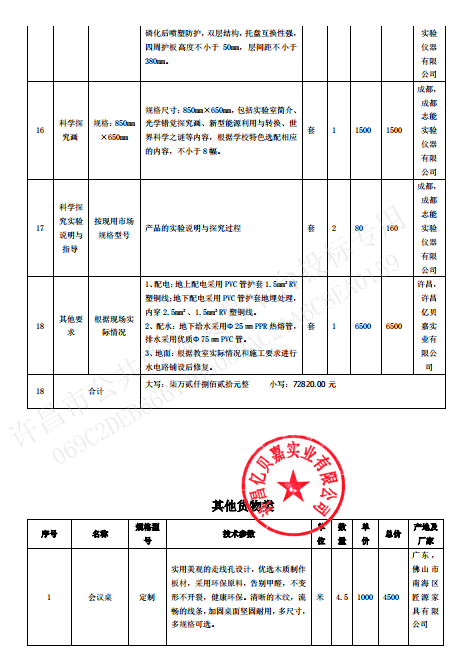 磷化后喷塑防护，双层结构，托盘互换性强，
四周护板高度不小于 50mm，层间距不小于
380mm。
实验
仪器
有限
公司
16
科学探
究画
规格：850mm
×650mm
规格尺寸：850mm×650mm，包括实验室简介、
光学错觉探究画、新型能源利用与转换、世
界科学之谜等内容，根据学校特色选配相应
的内容，不小于 8 幅。
套
1
1500
1500
成都，
成都
志能
实验
仪器
有限
公司
17
科学探
究实验
说明与
指导
按现用市场
规格型号
产品的实验说明与探究过程
套
2
80
160
成都，
成都
志能
实验
仪器
有限
公司
18
其他要
求
根据现场实
际情况
1、配电：地上配电采用 PVC 管护套 1.5mm²RV
塑铜线；地下配电采用 PVC 管护套地埋处理，
内穿 2.5mm²、1.5mm²RV 塑铜线。
2、配水：地下给水采用Φ25 mm PPR 热熔管，
排水采用优质Φ75 mm PVC 管。
3、地面：根据教室实际情况和施工要求进行
水电路铺设后修复。
套
1
6500
6500
许昌，
许昌
亿贝
嘉实
业有
限公
司
18
合计
大写：柒万贰仟捌佰贰拾元整 小写：72820.00 元
许昌亿贝嘉实业有限公司
其他货物类
序号
名称
规格型
号
技术参数
单
位
数
量
单
价
总价
产地及
厂家
1
会议桌
定制
实用美观的走线孔设计，优选木质制作
板材，采用环保原料，告别甲醛，不变
形不开裂，健康环保。清晰的木纹，流
畅的线条，加固桌面坚固耐用，多尺寸，
多规格可选。
米
4.5
1000
4500
广东，
佛山市
南海区
匠源家
具有限
公司